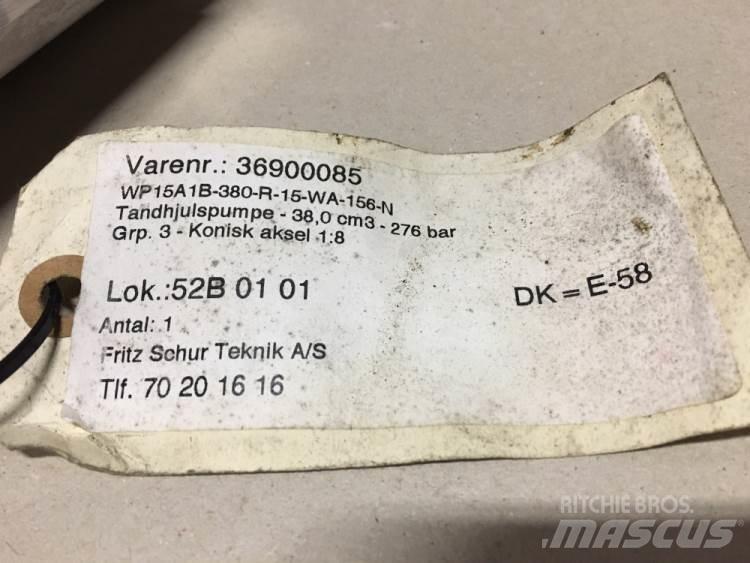 Varenr.: 36900085
WP15A1B-380-R-15-WA-156-N
Tandhjulspumpe - 38,0 cm3 - 276 bar
Grp. 3 - Konisk aksel 1:8
Lok.:52B 01 01
DK = E-58
Antal: 1
Fritz Schur Teknik A/S
Tlf. 70 20 16 16
RITCHIE BROS.
MASCUS